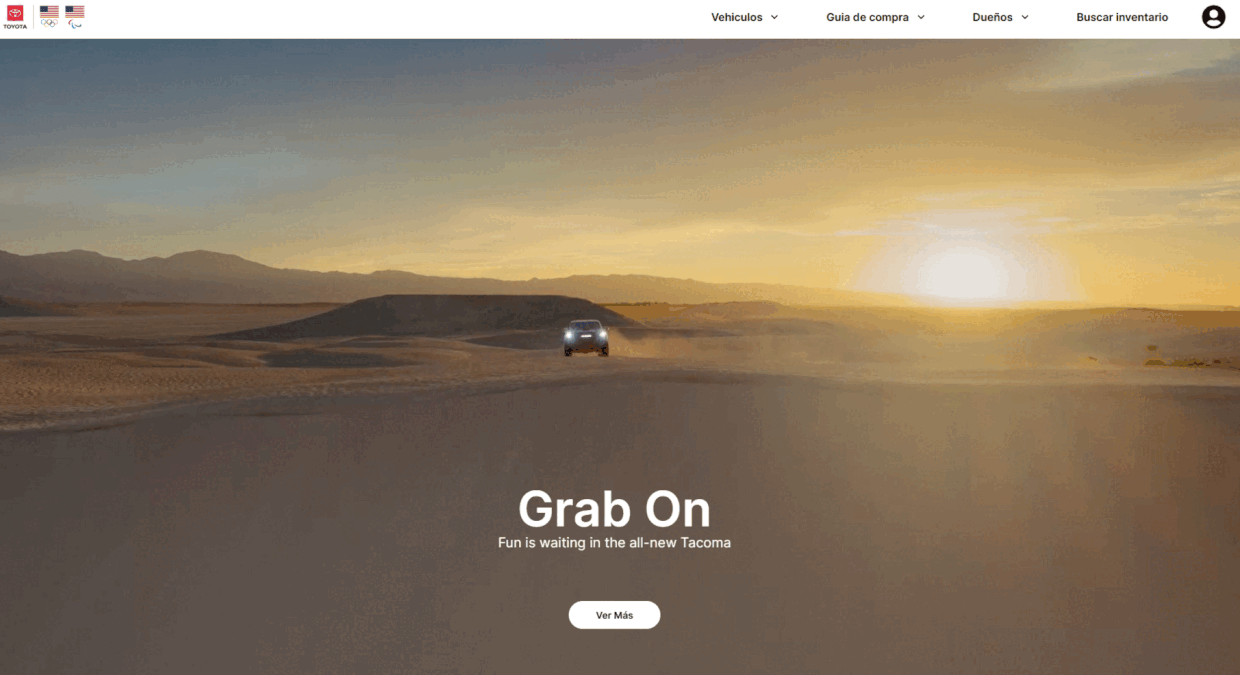 TOYOTA
Vehiculos
Guia de compra
Dueños
Buscar inventario
Grab On
Fun is waiting in the all-new Tacoma
Ver Más